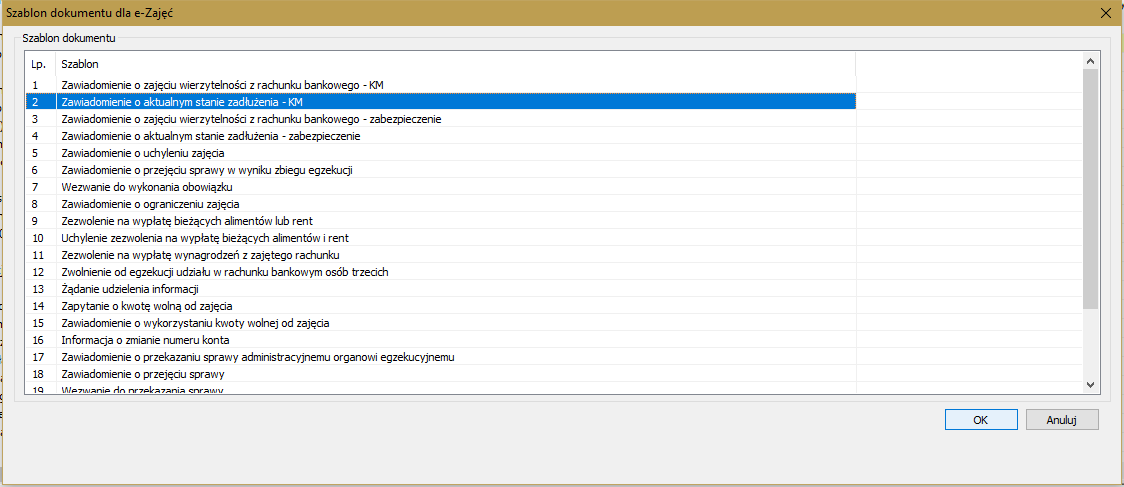 Szablon dokumentu dla e-Zajęć
Szablon dokumentu
Lp. Szablon
1 Zawiadomienie o zajęciu wierzytelności z rachunku bankowego - KM
2 Zawiadomienie o aktualnym stanie zadłużenia - KM
3 Zawiadomienie o zajęciu wierzytelności z rachunku bankowego - zabezpieczenie
4 Zawiadomienie o aktualnym stanie zadłużenia - zabezpieczenie
5 Zawiadomienie o uchyleniu zajęcia
6 Zawiadomienie o przejęciu sprawy w wyniku zbiegu egzekucji
7 Wezwanie do wykonania obowiązku
8 Zawiadomienie o ograniczeniu zajęcia
9 Zezwolenie na wypłatę bieżących alimentów lub rent
10 Uchylenie zezwolenia na wypłatę bieżących alimentów i rent
11 Zezwolenie na wypłatę wynagrodzeń z zajętego rachunku
12 Zwolnienie od egzekucji udziału w rachunku bankowym osób trzecich
13 Żądanie udzielenia informacji
14 Zapytanie o kwotę wolną od zajęcia
15 Zawiadomienie o wykorzystaniu kwoty wolnej od zajęcia
16 Informacja o zmianie numeru konta
17 Zawiadomienie o przekazaniu sprawy administracyjnemu organowi egzekucyjnemu
18 Zawiadomienie o przejęciu sprawy
19 Wezwanie do przekazania sprawy
OK Anuluj